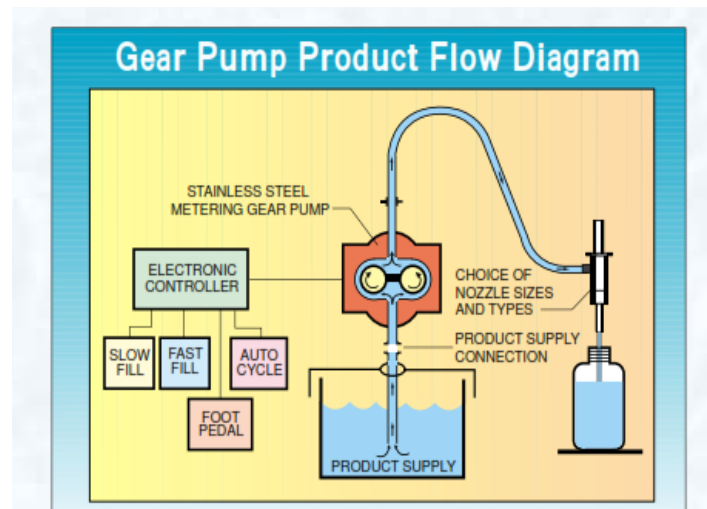 Gear Pump Product Flow Diagram
STAINLESS STEEL
METERING GEAR PUMP
ELECTRONIC
CONTROLLER
CHOICE OF
NOZZLE SIZES
AND TYPES
PRODUCT SUPPLY
CONNECTION
SLOW
FILL
FAST
FILL
AUTO
CYCLE
FOOT
PEDAL
PRODUCT SUPPLY